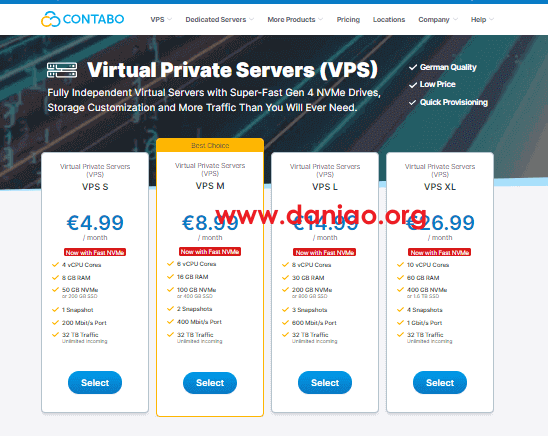 CONTABO
VPS Dedicated Servers More Products Pricing Locations Company Help
Virtual Private Servers (VPS)
Fully Independent Virtual Servers with Super-Fast Gen 4 NVMe Drives,
Storage Customization and More Traffic Than You Will Ever Need.
German Quality
Low Price
Quick Provisioning
Virtual Private Servers
(VPS)
VPS S
€4.99
/ month
Now with Fast NVMe
4 vCPU Cores
8 GB RAM
50 GB NVMe
or 200 GB SSD
1 Snapshot
200 Mbit/s Port
32 TB Traffic
Unlimited Incoming
Select
Best Choice
Virtual Private Servers
(VPS)
VPS M
€8.99
/ month
Now with Fast NVMe
6 vCPU Cores
16 GB RAM
100 GB NVMe
or 400 GB SSD
2 Snapshots
400 Mbit/s Port
32 TB Traffic
Unlimited Incoming
Select
Virtual Private Servers
(VPS)
VPS L
€14.99
/ month
Now with Fast NVMe
8 vCPU Cores
30 GB RAM
200 GB NVMe
or 800 GB SSD
3 Snapshots
600 Mbit/s Port
32 TB Traffic
Unlimited Incoming
Select
Virtual Private Servers
(VPS)
VPS XL
€26.99
/ month
Now with Fast NVMe
10 vCPU Cores
60 GB RAM
400 GB NVMe
or 1.6 TB SSD
4 Snapshots
1 Gbit/s Port
32 TB Traffic
Unlimited Incoming
Select
www.daniao.org